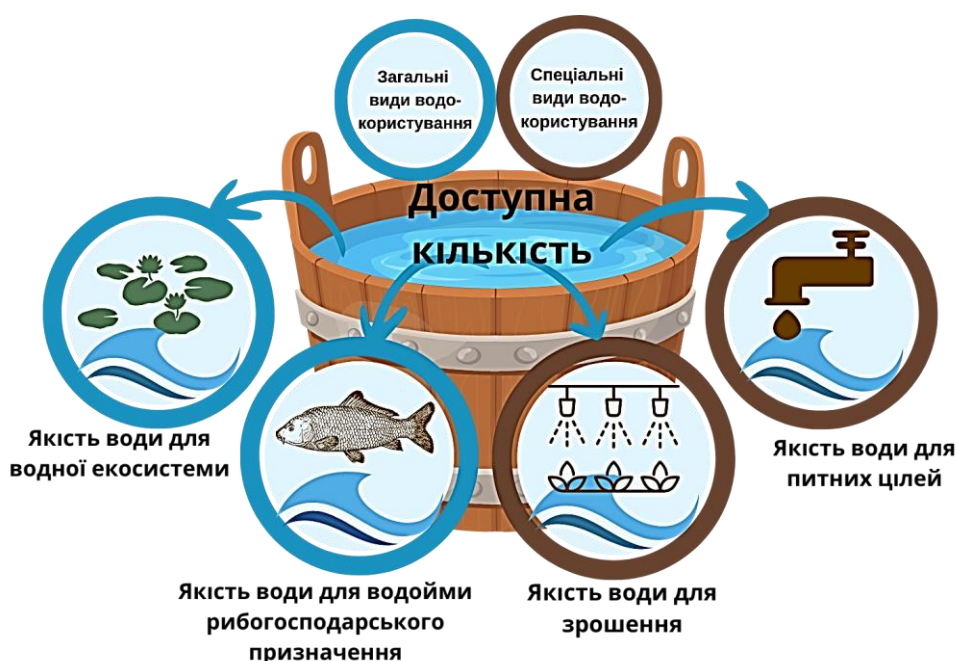 Загальні
види водо-
користування
Спеціальні
види водо-
користування
Доступна
кількість
Якість води для
водної екосистеми
Якість води для водойми
рибогосподарського
призначення
Якість води для
зрошення
Якість води для
питних цілей